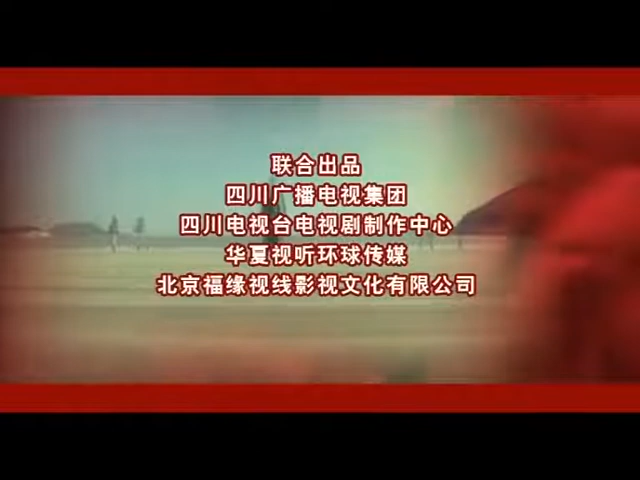 联合出品
四川广播电视集团
四川电视台电视剧制作中心
华夏视听环球传媒
北京福缘视线影视文化有限公司